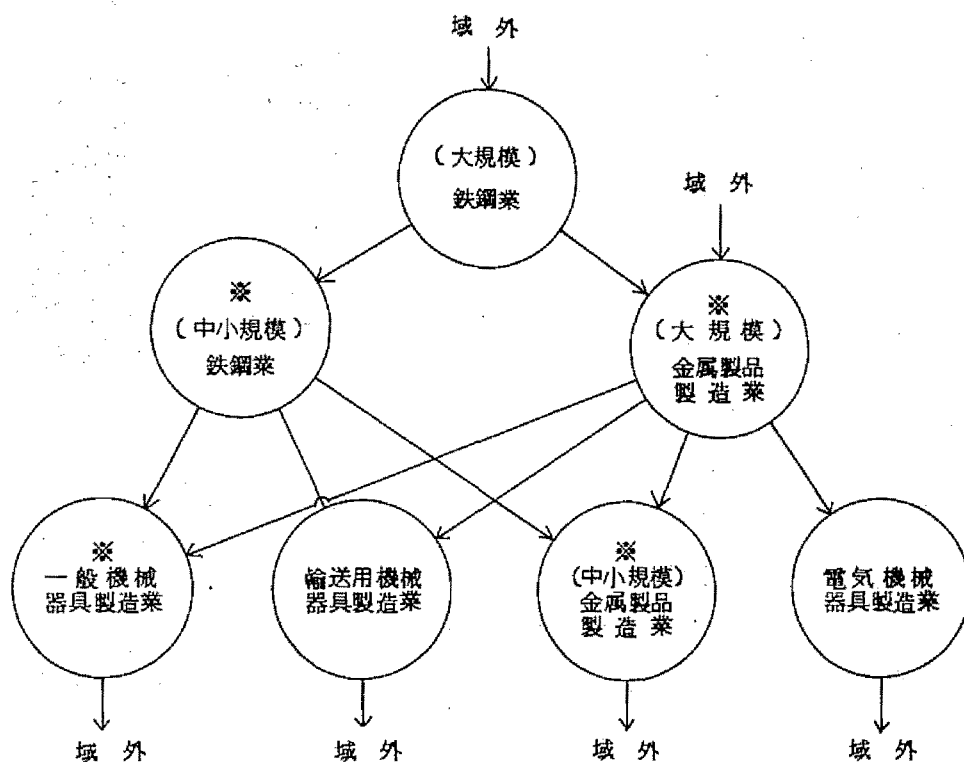 域 外
(大規模)
鉄鋼業
域 外
※
(中小規模)
鉄鋼業
※
(大規模)
金属製品
製造業
※
一般機械
器具製造業
輸送用機械
器具製造業
※
(中小規模)
金属製品
製造業
電気機械
器具製造業
域 外
域 外
域 外
域 外